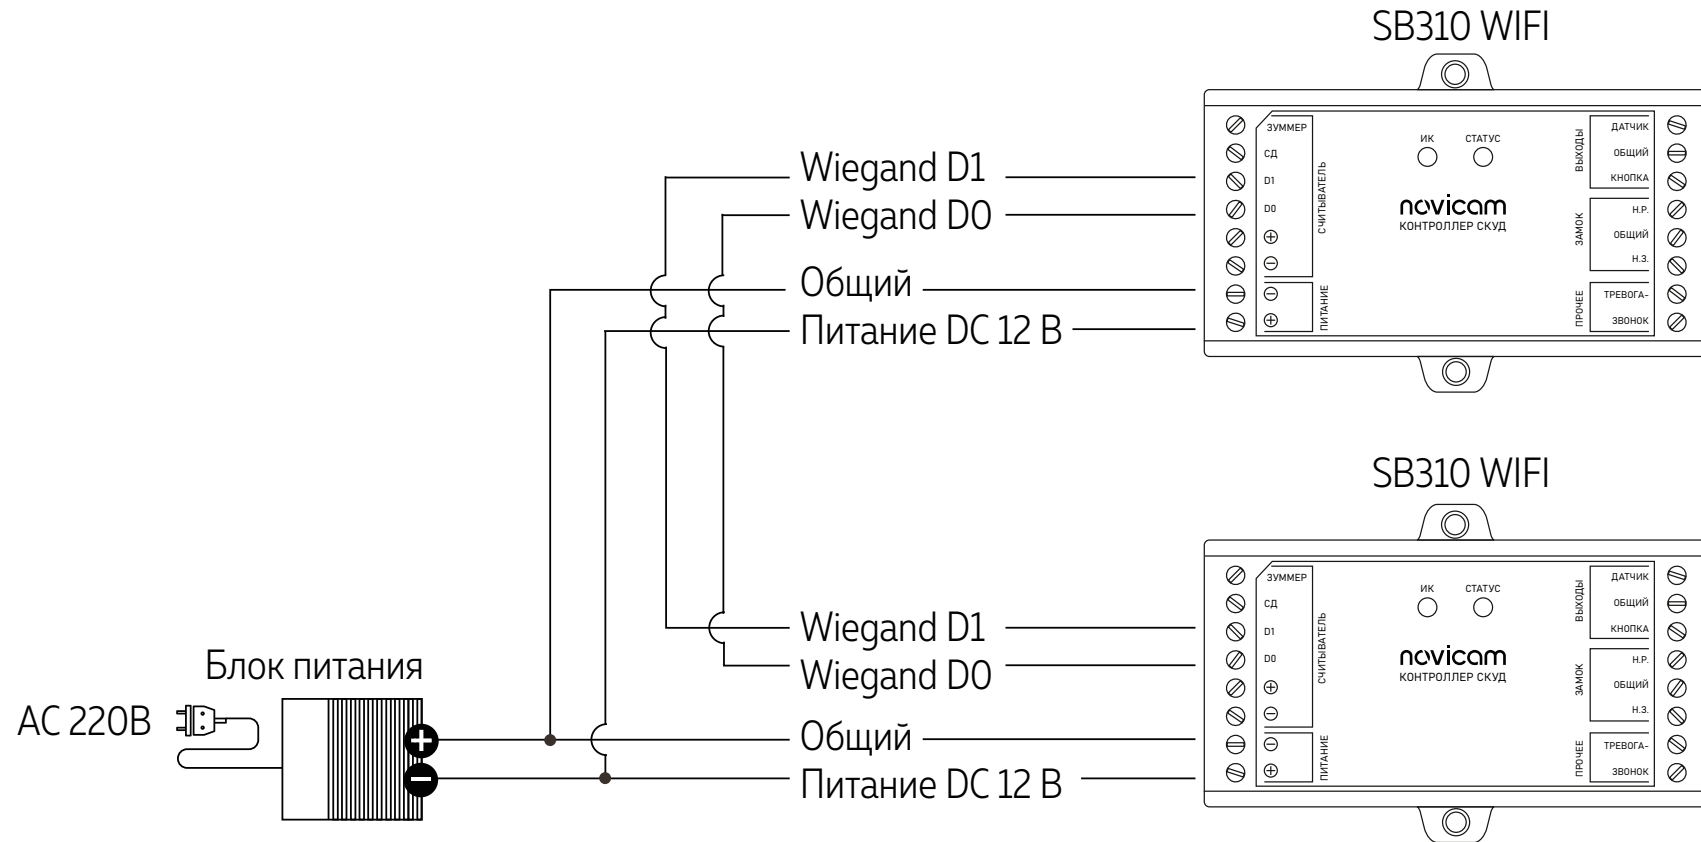 SB310 WIFI
ЗУММЕР
СД
D1
D0
СЧИТЫВАТЕЛЬ
ПИТАНИЕ
ИК
СТАТУС
novicam
КОНТРОЛЛЕР СКУД
ВЫХОДЫ
ДАТЧИК
ОБЩИЙ
КНОПКА
ЗАМОК
Н.Р.
ОБЩИЙ
Н.З.
ПРОЧЕЕ
ТРЕВОГА-
ЗВОНОК
Wiegand D1
Wiegand D0
Общий
Питание DC 12 В
SB310 WIFI
ЗУММЕР
СД
D1
D0
СЧИТЫВАТЕЛЬ
ПИТАНИЕ
ИК
СТАТУС
novicam
КОНТРОЛЛЕР СКУД
ВЫХОДЫ
ДАТЧИК
ОБЩИЙ
КНОПКА
ЗАМОК
Н.Р.
ОБЩИЙ
Н.З.
ПРОЧЕЕ
ТРЕВОГА-
ЗВОНОК
Wiegand D1
Wiegand D0
Общий
Питание DC 12 В
Блок питания
AC 220В